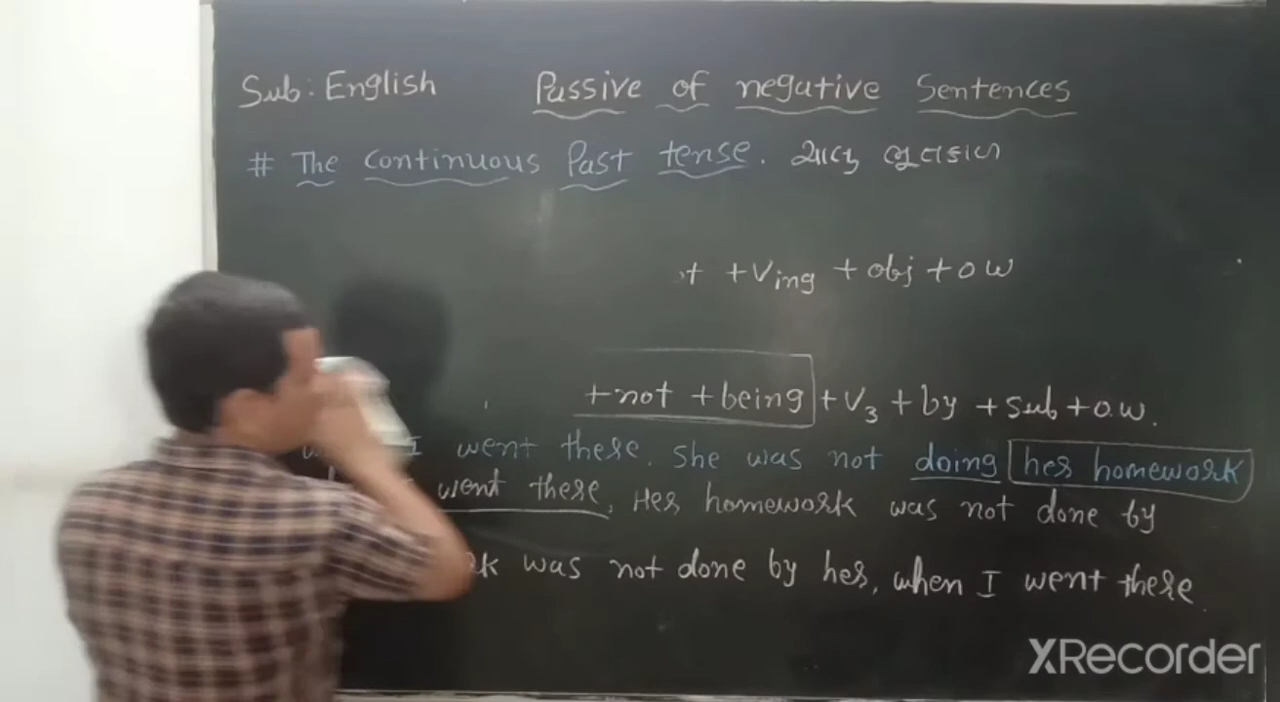 Sub: English Passive of negative Sentences
# The continuous Past tense. ચાલુ ભૂતકાળ
+ Ving + obj + o w
+not +being +V3 + by + sub + o.w.
I went there. She was not doing her homework
went there, Her homework was not done by
was not done by her, when I went there
XRecorder